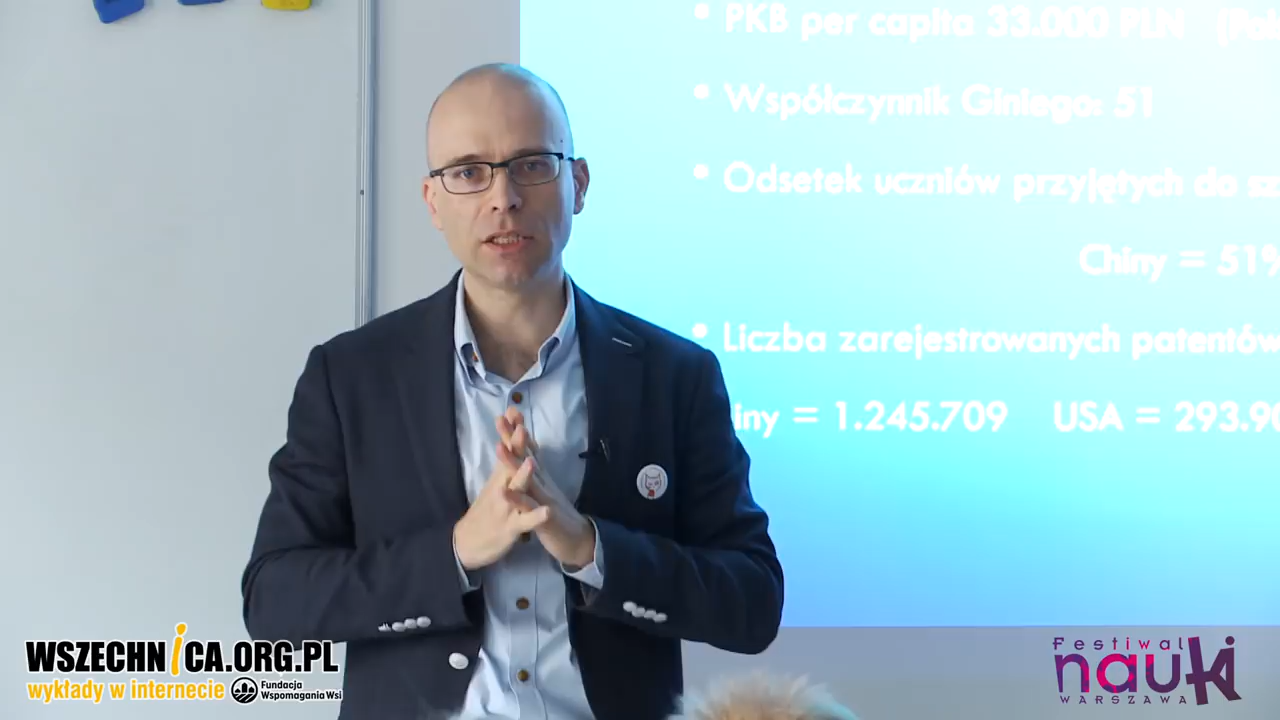 • PKB per capita 33.000 PLN
• Współczynnik Giniego: 51
• Odsetek uczniów przyjętych do
Chiny = 51%
• Liczba zarejestrowanych patentów
iny = 1.245.709 USA = 293.90
WSZECHNICA.ORG.PL
wykłady w internecie
Fundacja
Wspomagania Wsi
Festiwal
nauki
WARSZAWA